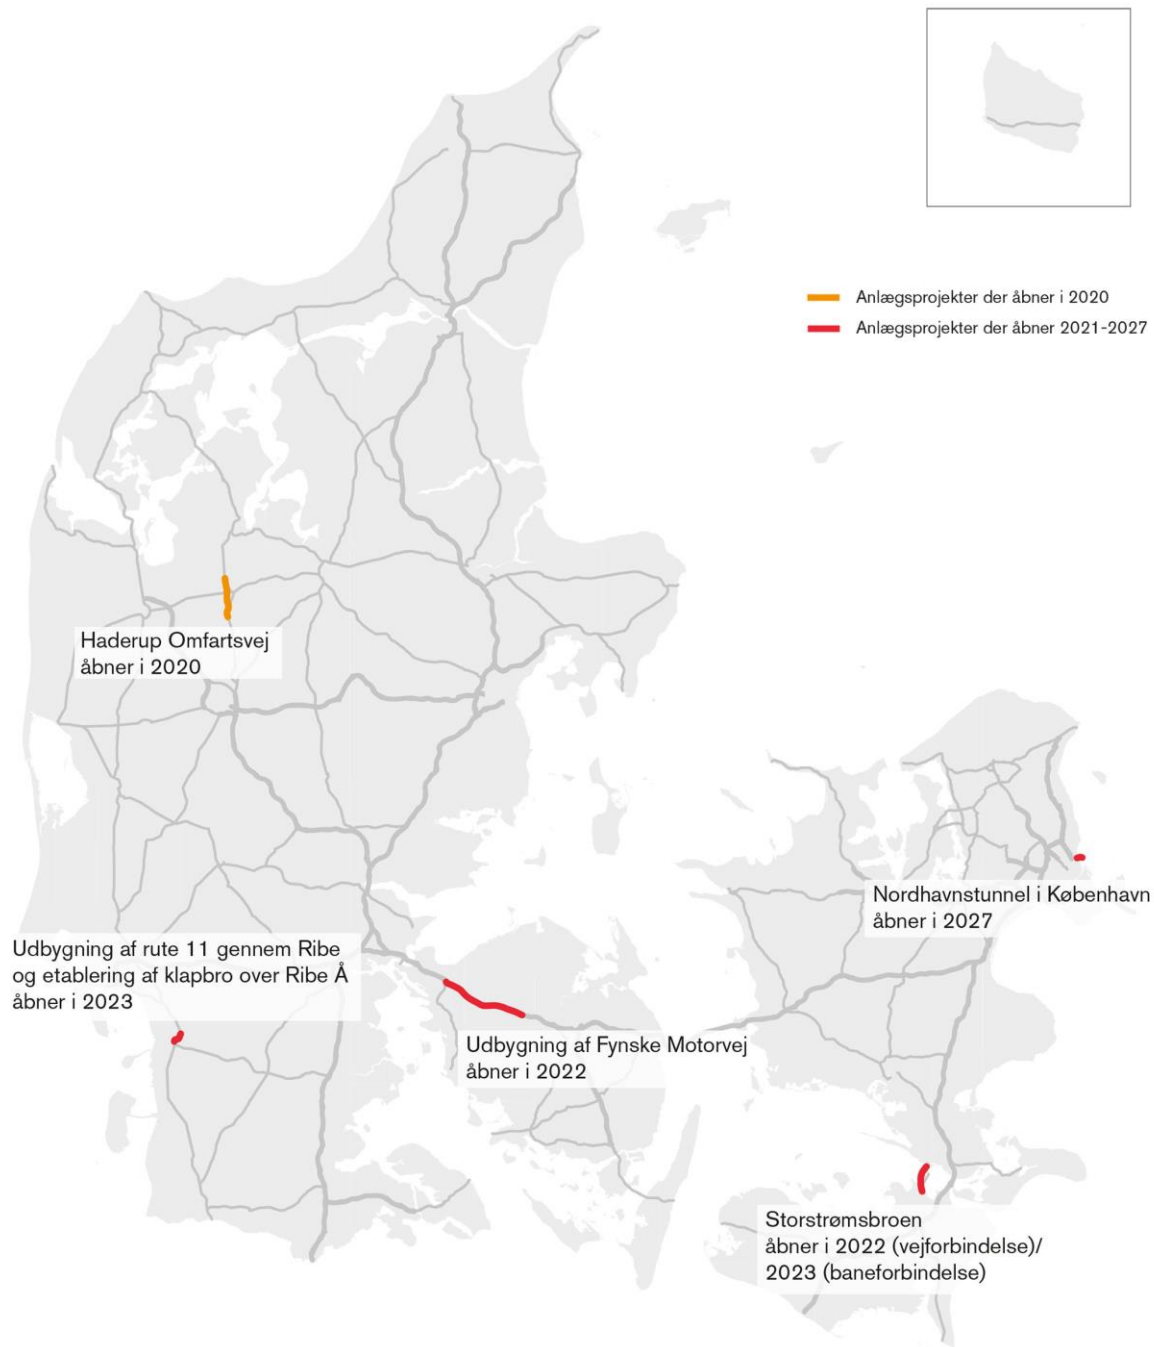 Anlægsprojekter der åbner i 2020
Anlægsprojekter der åbner 2021-2027
Haderup Omfartsvej
åbner i 2020
Nordhavnstunnel i København
åbner i 2027
Udbygning af rute 11 gennem Ribe
og etablering af klapbro over Ribe Å
åbner i 2023
Udbygning af Fynske Motorvej
åbner i 2022
Storstrømsbroen
åbner i 2022 (vejforbindelse)/
2023 (baneforbindelse)